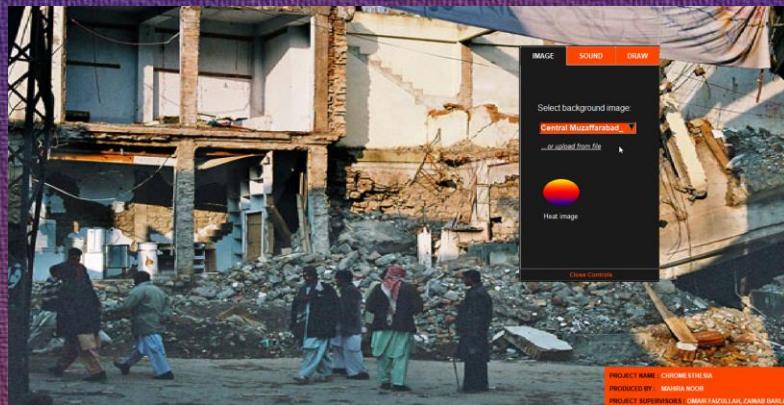 IMAGE SOUND DRAW
Select background image:
Central Muzaffarabad_
...or upload from file
Heat image
Close Controls
PROJECT NAME : CHROMESTHESIA
PRODUCED BY : MAHIRA NOOR
PROJECT SUPERVISORS : OMAIR FAIZULLAH, ZAINAB